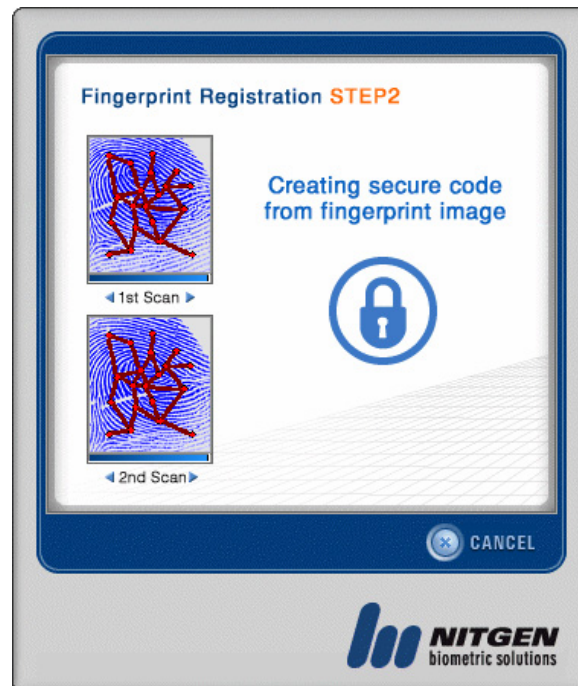 Fingerprint Registration STEP2
Creating secure code
from fingerprint image
1st Scan
2nd Scan
CANCEL
NITGEN
biometric solutions